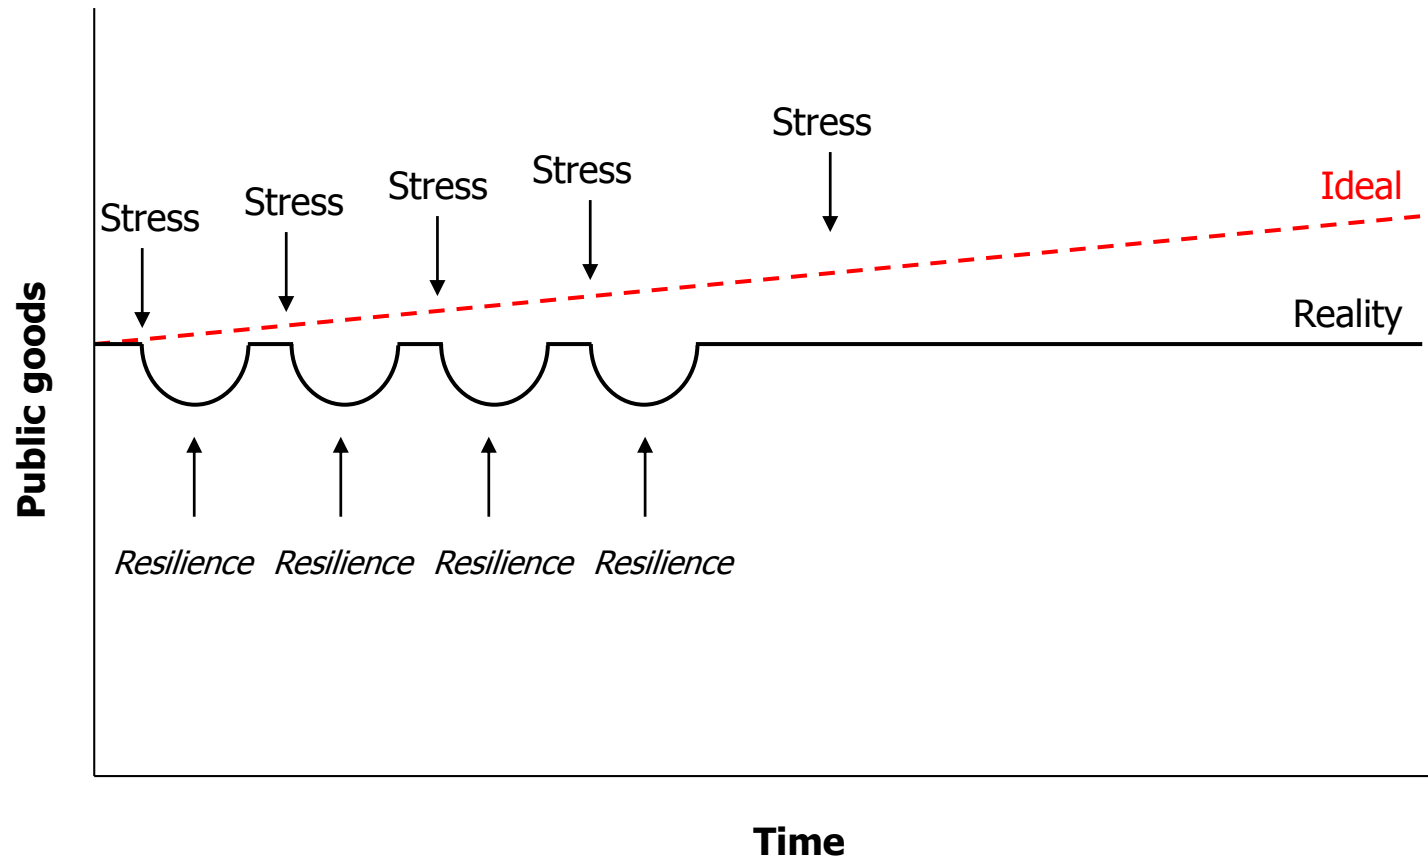 Stress
Stress
Stress
Stress
Stress
Ideal
Reality
Public goods
Resilience Resilience Resilience Resilience
Time